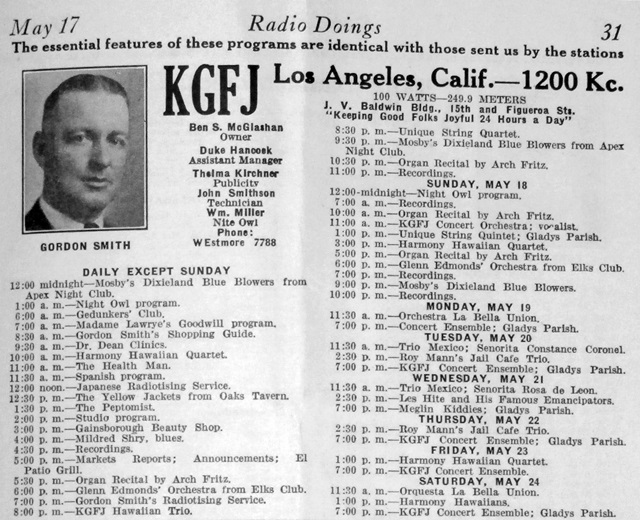 May 17
Radio Doings
31
The essential features of these programs are identical with those sent us by the stations
KGFJ
Los Angeles, Calif.—1200 Kc.
100 WATTS—249.9 METERS
J. V. Baldwin Bldg., 15th and Figueroa Sts.
"Keeping Good Folks Joyful 24 Hours a Day"
Ben S. McGlashan
Owner
Duke Hancock
Assistant Manager
Thelma Kirchner
Publicity
John Smithson
Technician
Wm. Miller
Nite Owl
Phone:
WEstmore 7788
GORDON SMITH
DAILY EXCEPT SUNDAY
12:00 midnight—Mosby's Dixieland Blue Blowers from
Apex Night Club.
1:00 a. m.—Night Owl program.
6:00 a. m.—Gedunkers' Club.
7:00 a. m.—Madame Lawrye's Goodwill program.
8:30 a. m.—Gordon Smith's Shopping Guide.
9:30 a. m.—Dr. Dean Clinics.
10:00 a. m.—Harmony Hawaiian Quartet.
11:00 a. m.—The Health Man.
11:30 a. m.—Spanish program.
12:00 noon.—Japanese Radiotising Service.
12:30 p. m.—The Yellow Jackets from Oaks Tavern.
1:30 p. m.—The Peptomist.
2:00 p. m.—Studio program.
3:00 p. m.—Gainsborough Beauty Shop.
4:00 p. m.—Mildred Shry, blues.
4:30 p. m.—Recordings.
5:00 p. m.—Markets Reports; Announcements; El
Patio Grill.
5:30 p. m.—Organ Recital by Arch Fritz.
6:00 p. m.—Glenn Edmonds' Orchestra from Elks Club.
7:00 p. m.—Gordon Smith's Radiotising Service.
8:00 p. m.—KGFJ Hawaiian Trio.
8:30 p. m.—Unique String Quartet.
9:30 p. m.—Mosby's Dixieland Blue Blowers from Apex
Night Club.
10:30 p. m.—Organ Recital by Arch Fritz.
11:00 p. m.—Recordings.
SUNDAY, MAY 18
12:00-midnight—Night Owl program.
7:00 a. m.—Recordings.
10:00 a. m.—Organ Recital by Arch Fritz.
11:00 a. m.—KGFJ Concert Orchestra; vocalist.
1:00 p. m.—Unique String Quintet; Gladys Parish.
3:00 p. m.—Harmony Hawaiian Quartet.
5:00 p. m.—Organ Recital by Arch Fritz.
6:00 p. m.—Glenn Edmonds' Orchestra from Elks Club.
7:00 p. m.—Recordings.
9:00 p. m.—Mosby's Dixieland Blue Blowers.
10:00 p. m.—Recordings.
MONDAY, MAY 19
11:30 a. m.—Orchestra La Bella Union.
7:00 p. m.—Concert Ensemble; Gladys Parish.
TUESDAY, MAY 20
11:30 a. m.—Trio Mexico; Senorita Constance Coronel.
2:30 p. m.—Roy Mann's Jail Cafe Trio.
7:00 p. m.—KGFJ Concert Ensemble; Gladys Parish.
WEDNESDAY, MAY 21
11:30 a. m.—Trio Mexico; Senorita Rosa de Leon.
2:30 p. m.—Les Hite and His Famous Emancipators.
7:00 p. m.—Meglin Kiddies; Gladys Parish.
THURSDAY, MAY 22
2:30 p. m.—Roy Mann's Jail Cafe Trio.
7:00 p. m.—KGFJ Concert Ensemble; Gladys Parish.
FRIDAY, MAY 23
1:00 p. m.—Harmony Hawaiian Quartet.
7:00 p. m.—KGFJ Concert Ensemble.
SATURDAY, MAY 24
11:30 a. m.—Orquesta La Bella Union.
1:00 p. m.—Harmony Hawaiians.
7:00 p. m.—KGFJ Concert Ensemble; Gladys Parish.